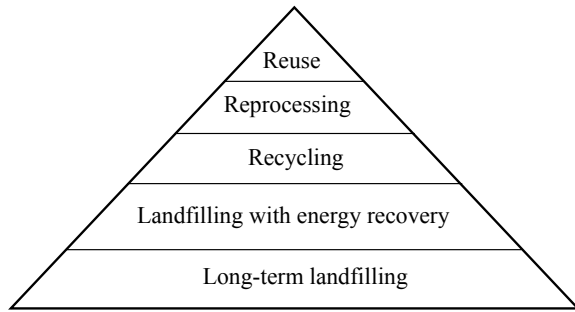 Reuse
Reprocessing
Recycling
Landfilling with energy recovery
Long-term landfilling